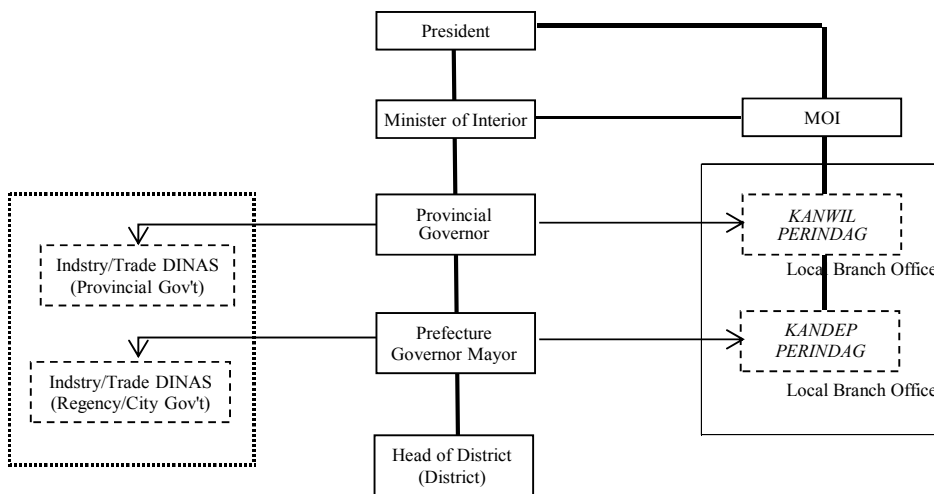 President
Minister of Interior
MOI
Provincial
Governor
KANWIL
PERINDAG
Local Branch Office
Indstry/Trade DINAS
(Provincial Gov't)
Prefecture
Governor Mayor
KANDEP
PERINDAG
Local Branch Office
Indstry/Trade DINAS
(Regency/City Gov't)
Head of District
(District)